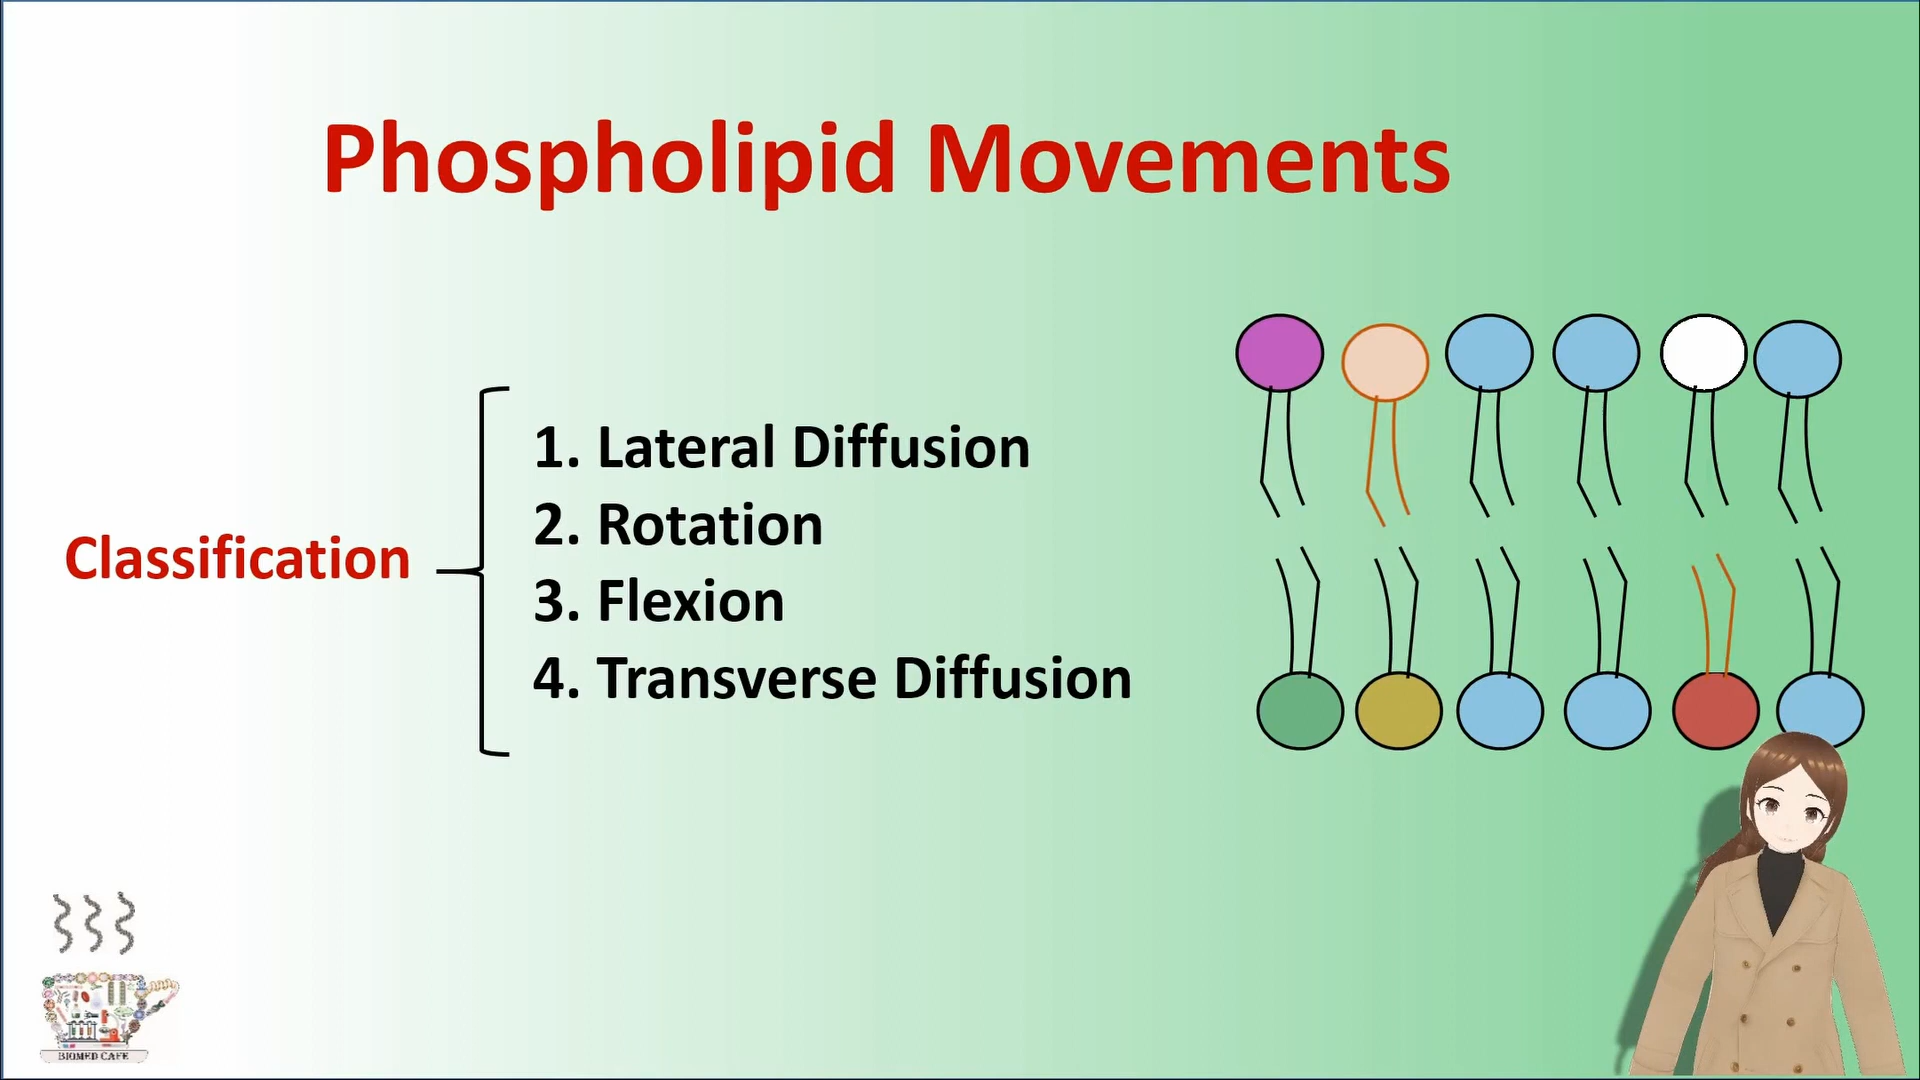 Phospholipid Movements
Classification
1. Lateral Diffusion
2. Rotation
3. Flexion
4. Transverse Diffusion
BIOMED CAFE